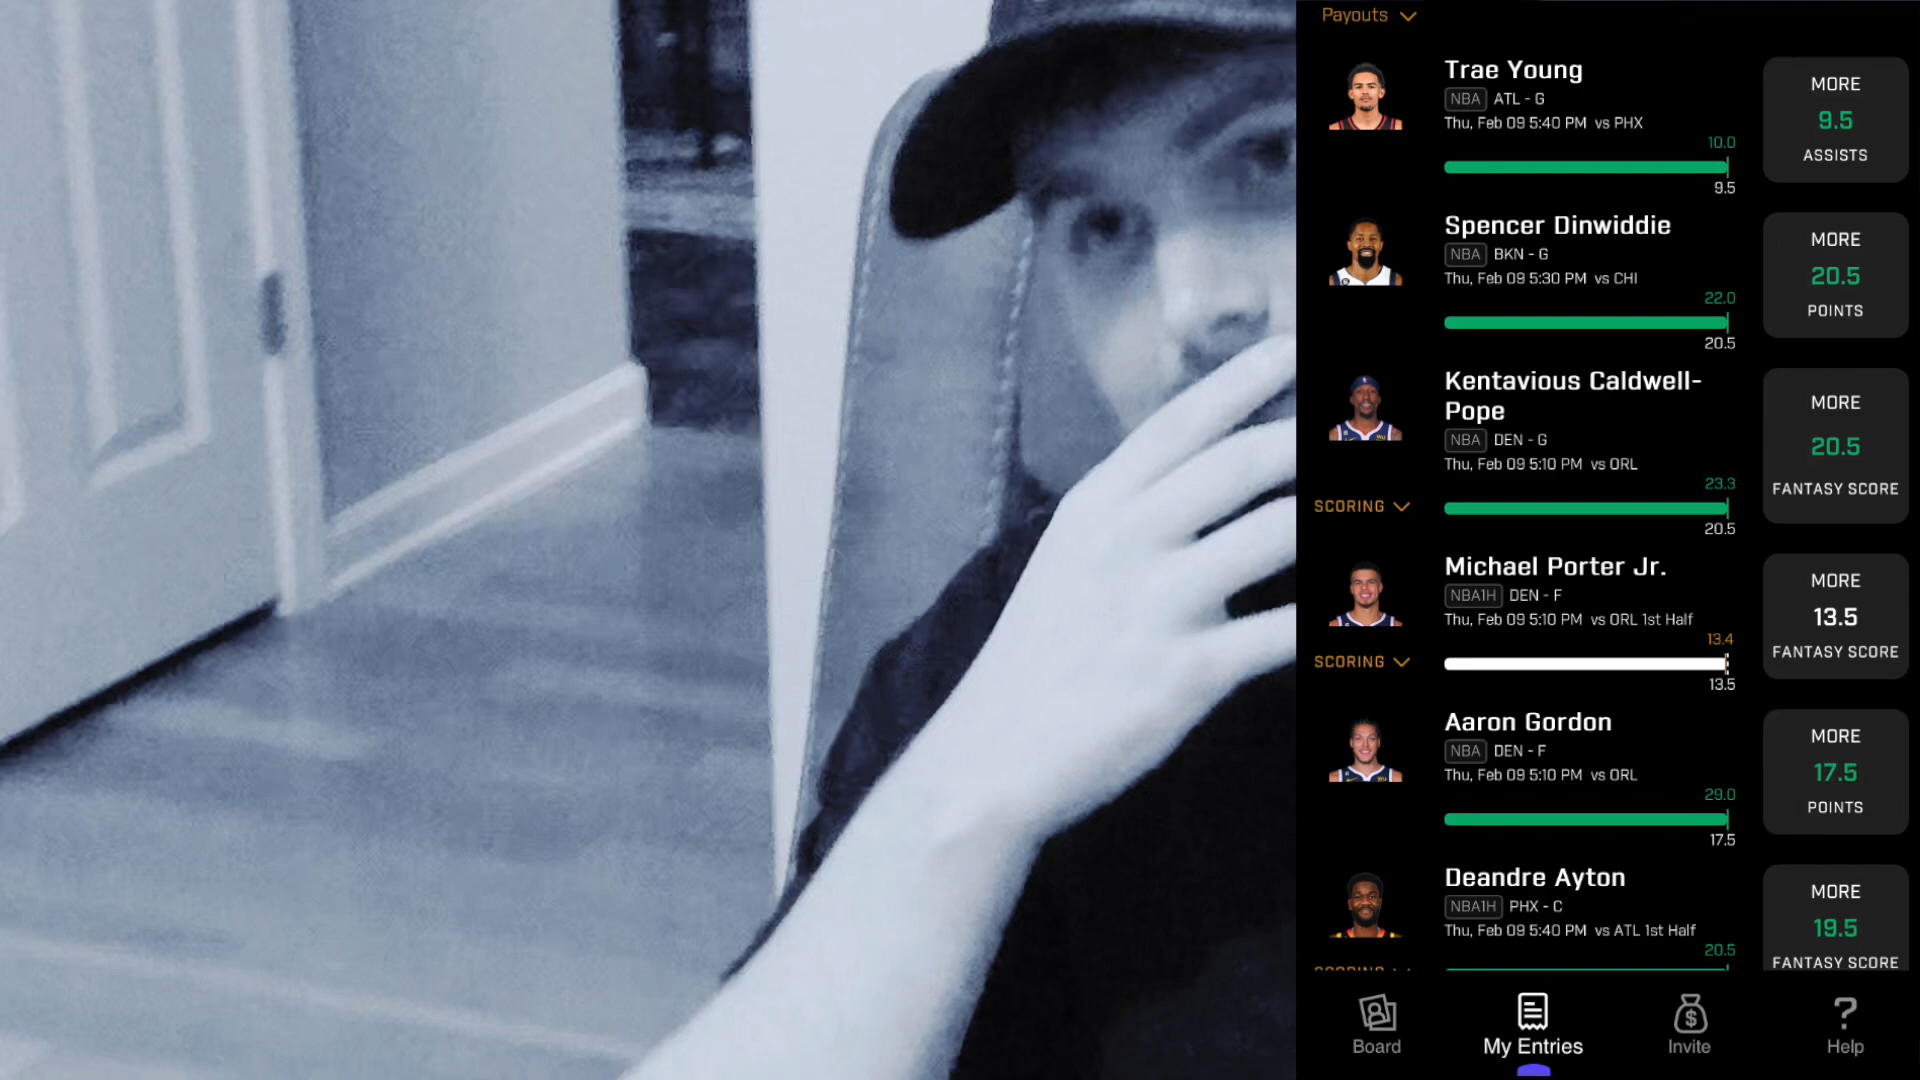 Payouts
Trae Young
NBA ATL - G
Thu, Feb 09 5:40 PM vs PHX
10.0
9.5
MORE
9.5
ASSISTS
Spencer Dinwiddie
NBA BKN - G
Thu, Feb 09 5:30 PM vs CHI
22.0
20.5
MORE
20.5
POINTS
Kentavious Caldwell-
Pope
NBA DEN - G
Thu, Feb 09 5:10 PM vs ORL
SCORING
23.3
20.5
MORE
20.5
FANTASY SCORE
Michael Porter Jr.
NBA1H DEN - F
Thu, Feb 09 5:10 PM vs ORL 1st Half
SCORING
13.4
13.5
MORE
13.5
FANTASY SCORE
Aaron Gordon
NBA DEN - F
Thu, Feb 09 5:10 PM vs ORL
29.0
17.5
MORE
17.5
POINTS
Deandre Ayton
NBA1H PHX - C
Thu, Feb 09 5:40 PM vs ATL 1st Half
20.5
MORE
19.5
FANTASY SCORE
Board
My Entries
Invite
Help